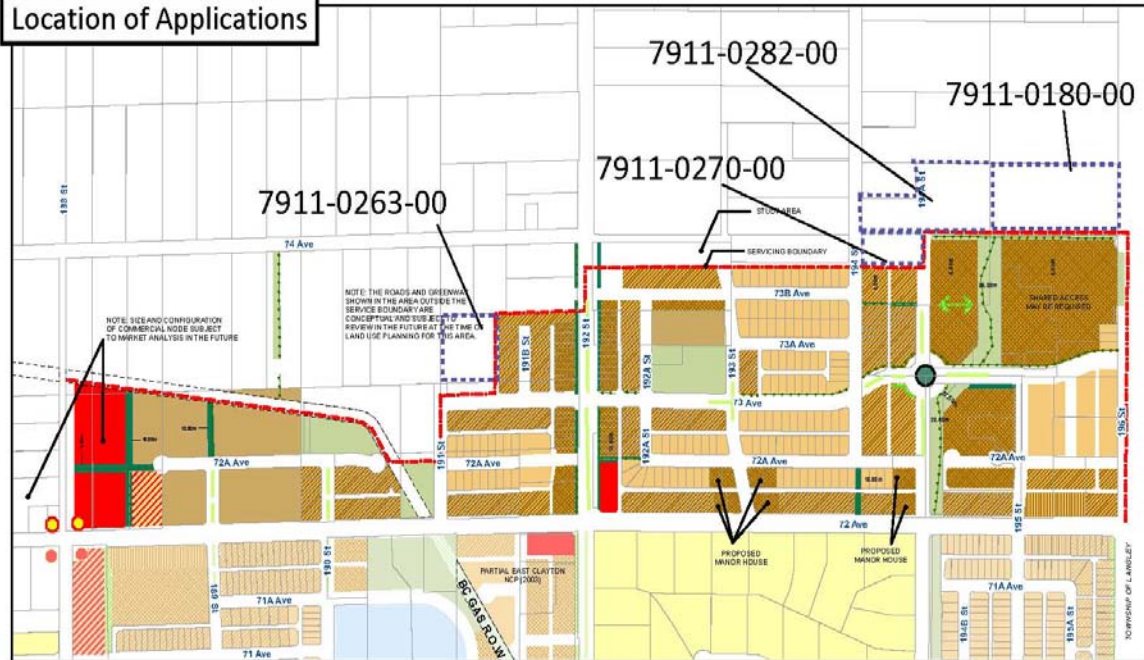 Location of Applications
7911-0282-00
7911-0180-00
7911-0270-00
7911-0263-00
188 St
74 Ave
STUDY AREA
SERVICING BOUNDARY
194 St
NOTE: THE ROADS AND GREENWAY
SHOWN IN THE AREA OUTSIDE THE
SERVICE BOUNDARY ARE
CONCEPTUAL AND SUBJECT TO
REVIEW IN THE FUTURE AT THE TIME OF
LAND USE PLANNING FOR THIS AREA.
NOTE: SIZE AND CONFIGURATION
OF COMMERCIAL NODE SUBJECT
TO MARKET ANALYSIS IN THE FUTURE
73B Ave
SHARED ACCESS
MAY BE REQUIRED
192 St
191B St
192A St
193 St
73A Ave
73 Ave
196 St
191 St
72A Ave
72A Ave
192A St
72A Ave
72A Ave
195 St
72 Ave
PROPOSED
MANOR HOUSE
PROPOSED
MANOR HOUSE
PARTIAL EAST CLAYTON
NCP (2003)
BC GAS R.O.W
189 St
190 St
71A Ave
71 Ave
71A Ave
194B St
195A St
TOWNSHIP OF LANGLEY